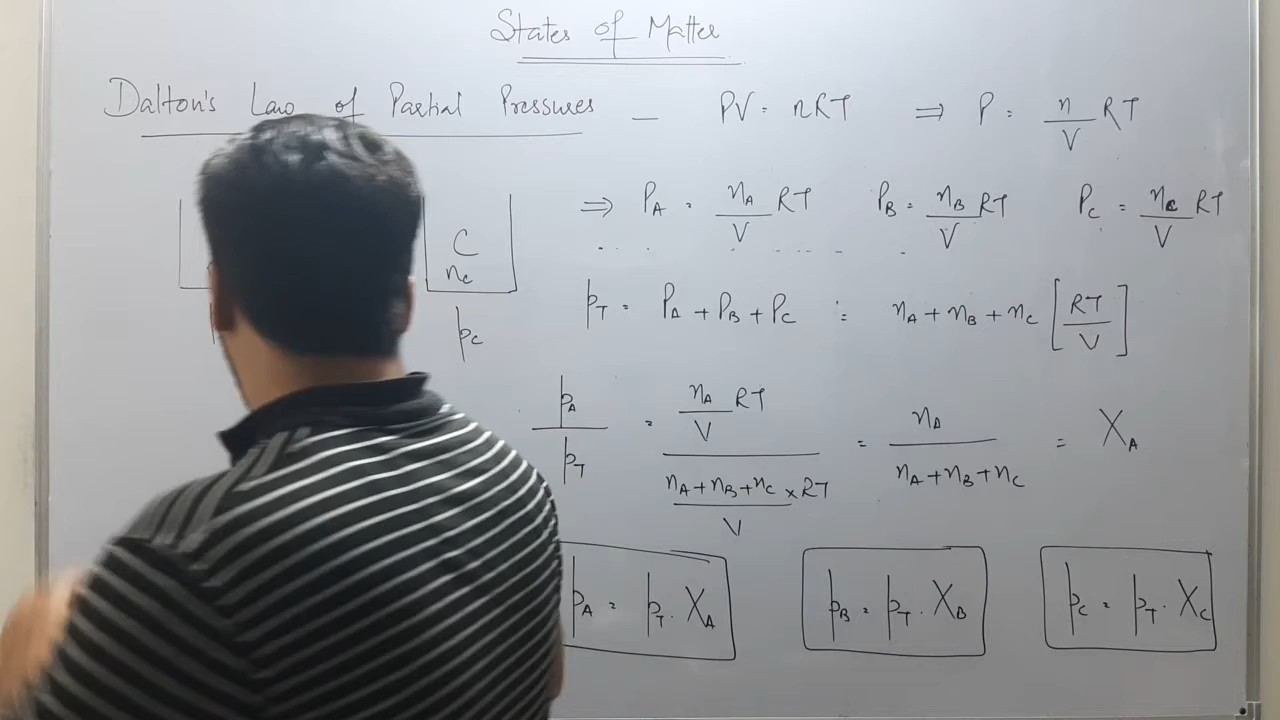 States of Matter
Dalton's Law of Partial Pressures — PV = nRT ⇒ P = n/V RT
⇒ P_A = n_A/V RT P_B = n_B/V RT P_C = n_C/V RT
C
n_C
p_C
p_T = P_A + P_B + P_C = n_A + n_B + n_C [RT/V]
p_A/p_T = (n_A/V RT)/((n_A + n_B + n_C)/V × RT) = n_A/(n_A + n_B + n_C) = X_A
p_A = p_T . X_A p_B = p_T . X_B p_C = p_T . X_C